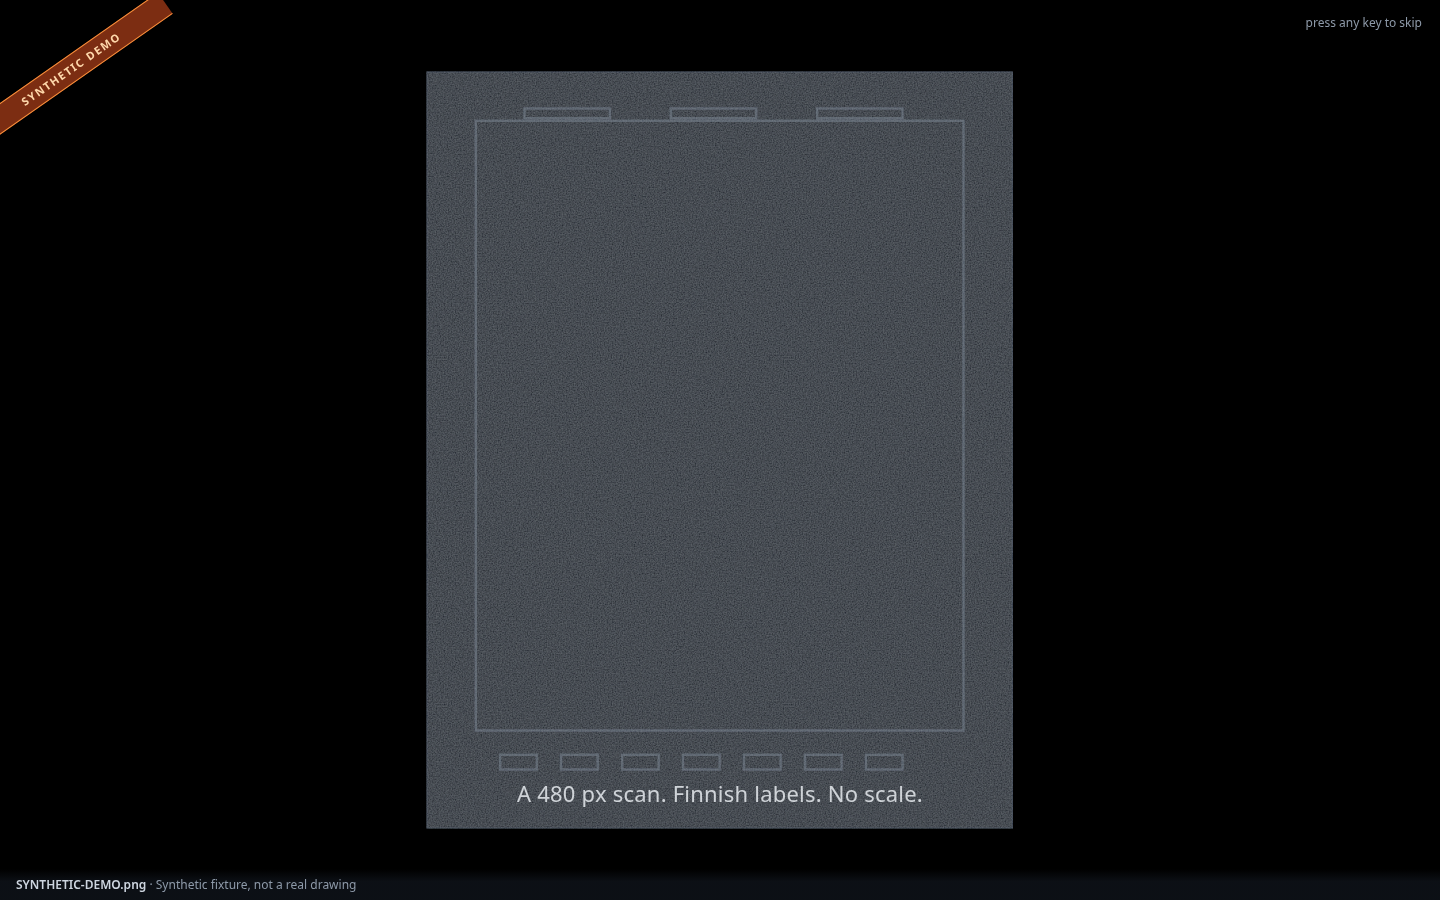 SYNTHETIC DEMO
press any key to skip
A 480 px scan. Finnish labels. No scale.
SYNTHETIC-DEMO.png · Synthetic fixture, not a real drawing